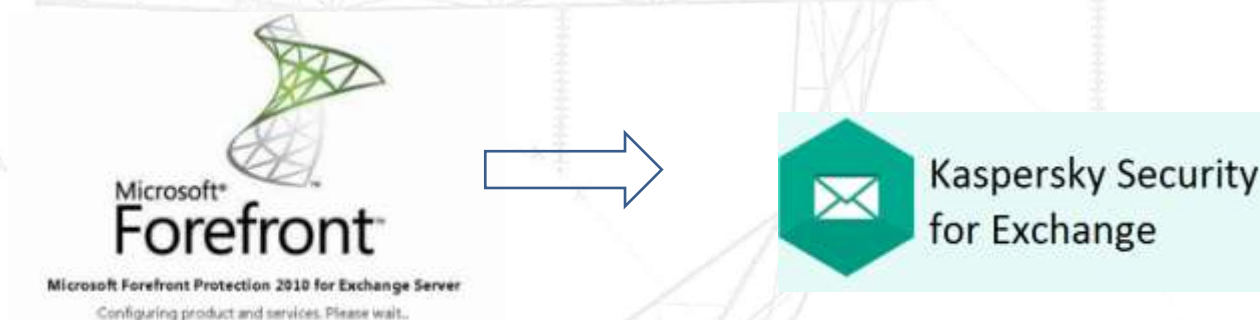 Microsoft®
Forefront™
Microsoft Forefront Protection 2010 for Exchange Server
Configuring product and services. Please wait..
Kaspersky Security
for Exchange